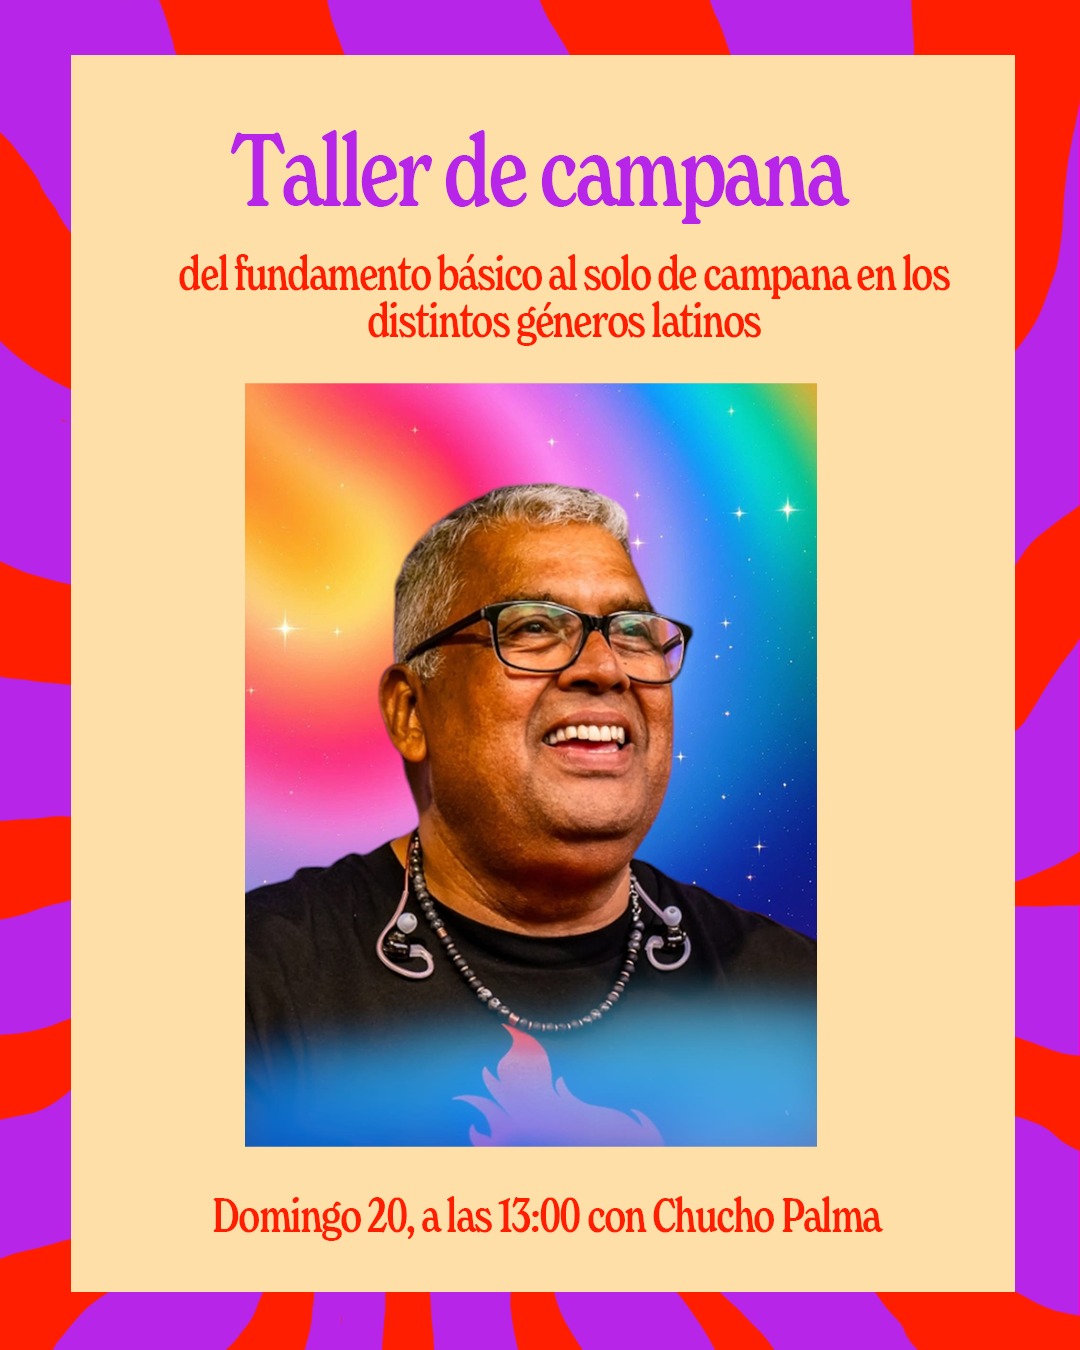 Taller de campana
del fundamento básico al solo de campana en los
distintos géneros latinos
Domingo 20, a las 13:00 con Chucho Palma